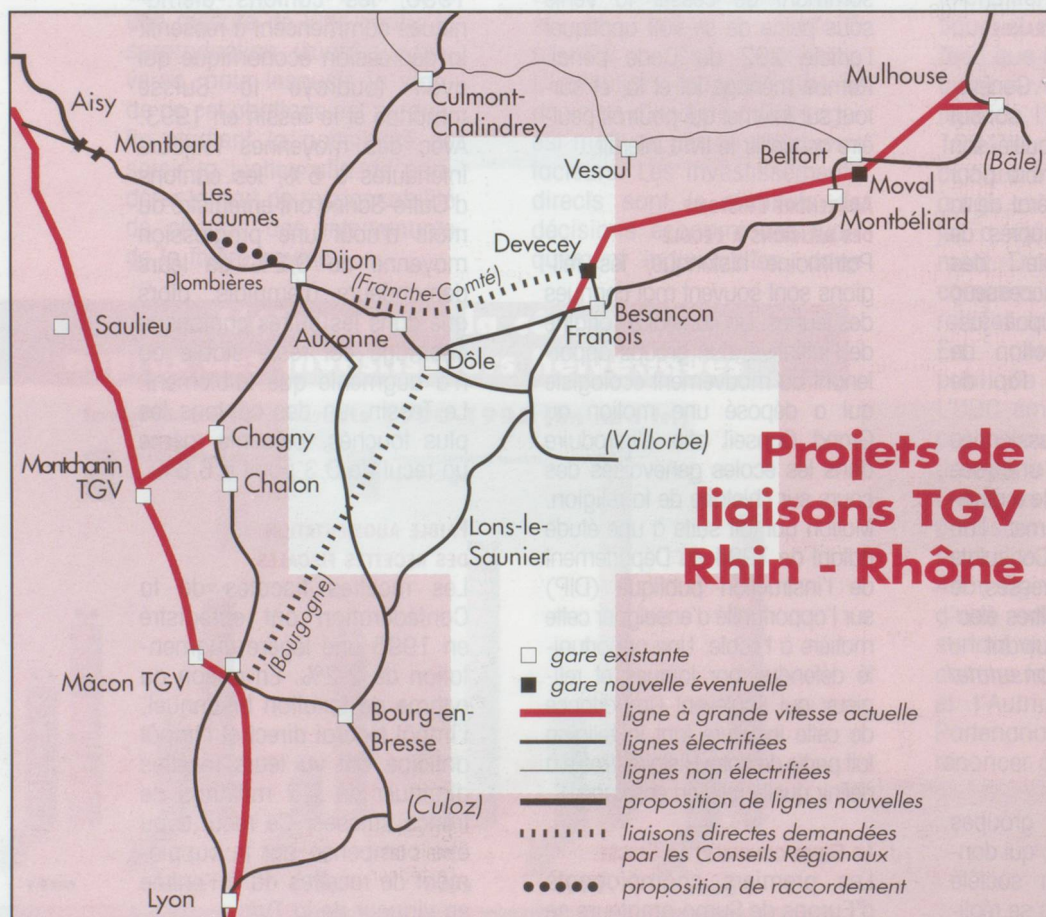 Aisy
Montbard
Culmont-
Chalindrey
Mulhouse
Vesoul
Belfort
(Bâle)
Moval
Montbéliard
Les
Laumes
Plombières
Dijon
(Franche-Comté)
Devecey
Besançon
Franois
Saulieu
Auxonne
Dôle
Chagny
(Vallorbe)
Montchanin
TGV
Chalon
Lons-le-
Saunier
(Bourgogne)
Mâcon TGV
Bourg-en-
Bresse
(Culoz)
Lyon
Projets de
liaisons TGV
Rhin - Rhône
gare existante
gare nouvelle éventuelle
ligne à grande vitesse actuelle
lignes électrifiées
lignes non électrifiées
proposition de lignes nouvelles
liaisons directes demandées
par les Conseils Régionaux
proposition de raccordement